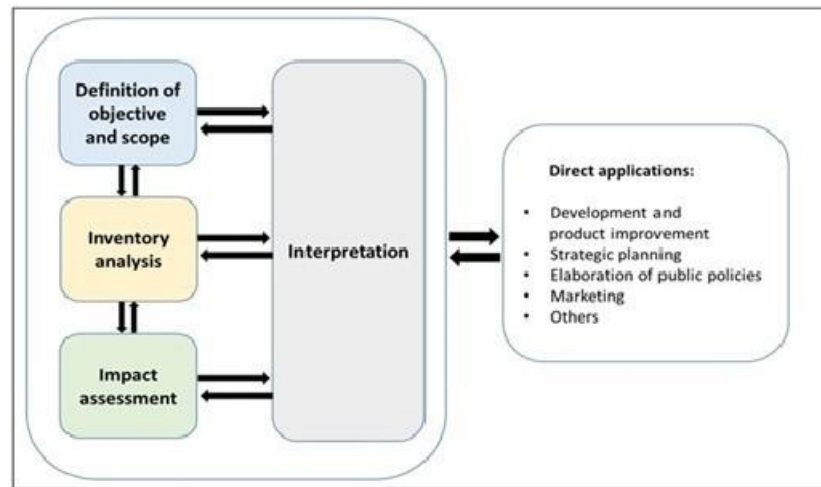 Definition of
objective
and scope
Inventory
analysis
Impact
assessment
Interpretation
Direct applications:
• Development and
product improvement
• Strategic planning
• Elaboration of public policies
• Marketing
• Others